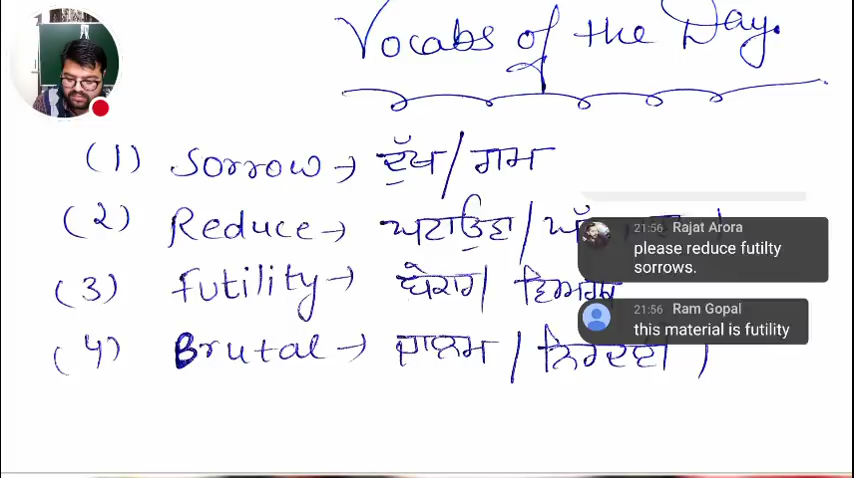 Vocabs of the Day.
(1) Sorrow → ਦੁੱਖ / ਗਮ
(2) Reduce → ਘਟਾਉਣਾ /
(3) Futility → ਬੇਕਾਰ /
(4) Brutal → ਜਾਲਮ / ਨਿਰਦਈ ।
21:56 Rajat Arora
please reduce futilty
sorrows.
21:56 Ram Gopal
this material is futility